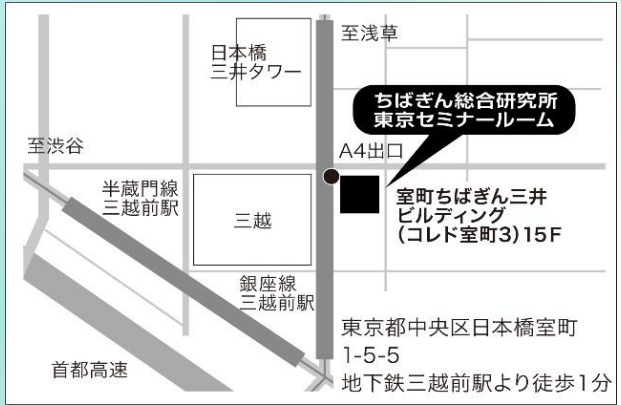 至浅草
日本橋
三井タワー
ちばぎん総合研究所
東京セミナールーム
至渋谷
A4出口
半蔵門線
三越前駅
三越
室町ちばぎん三井
ビルディング
(コレド室町3)15F
銀座線
三越前駅
東京都中央区日本橋室町
1-5-5
地下鉄三越前駅より徒歩1分
首都高速